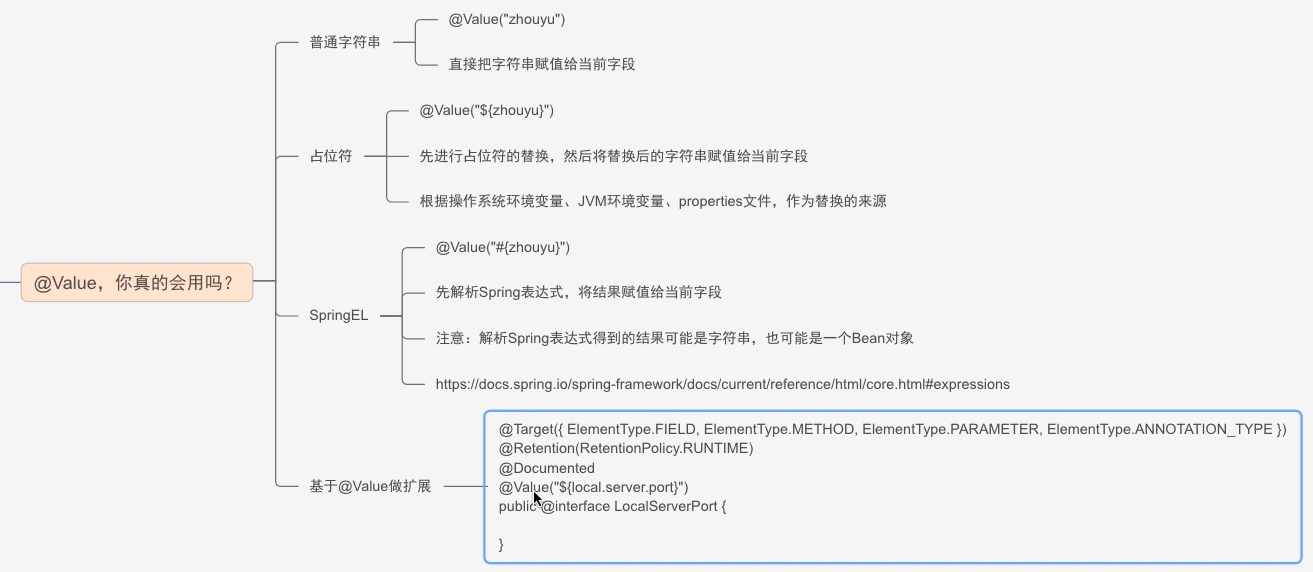 @Value，你真的会用吗？
普通字符串
@Value("zhouyu")
直接把字符串赋值给当前字段
占位符
@Value("${zhouyu}")
先进行占位符的替换，然后将替换后的字符串赋值给当前字段
根据操作系统环境变量、JVM环境变量、properties文件，作为替换的来源
SpringEL
@Value("#{zhouyu}")
先解析Spring表达式，将结果赋值给当前字段
注意：解析Spring表达式得到的结果可能是字符串，也可能是一个Bean对象
https://docs.spring.io/spring-framework/docs/current/reference/html/core.html#expressions
基于@Value做扩展
@Target({ ElementType.FIELD, ElementType.METHOD, ElementType.PARAMETER, ElementType.ANNOTATION_TYPE })
@Retention(RetentionPolicy.RUNTIME)
@Documented
@Value("${local.server.port}")
public @interface LocalServerPort {
}